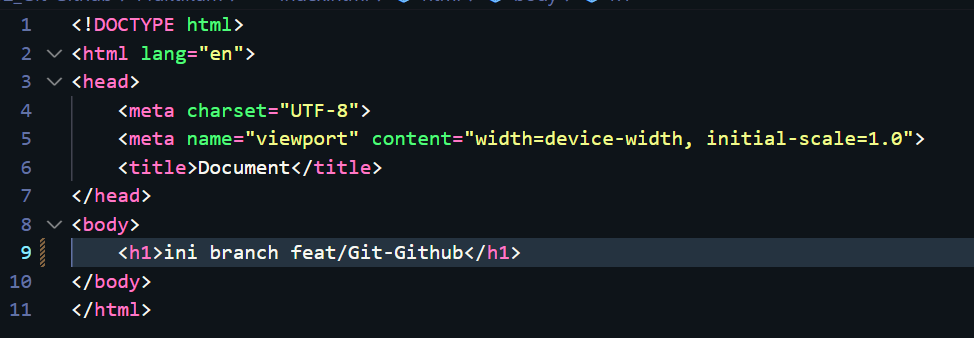 1 <!DOCTYPE html>
2 <html lang="en">
3 <head>
4 <meta charset="UTF-8">
5 <meta name="viewport" content="width=device-width, initial-scale=1.0">
6 <title>Document</title>
7 </head>
8 <body>
9 <h1>ini branch feat/Git-Github</h1>
10 </body>
11 </html>